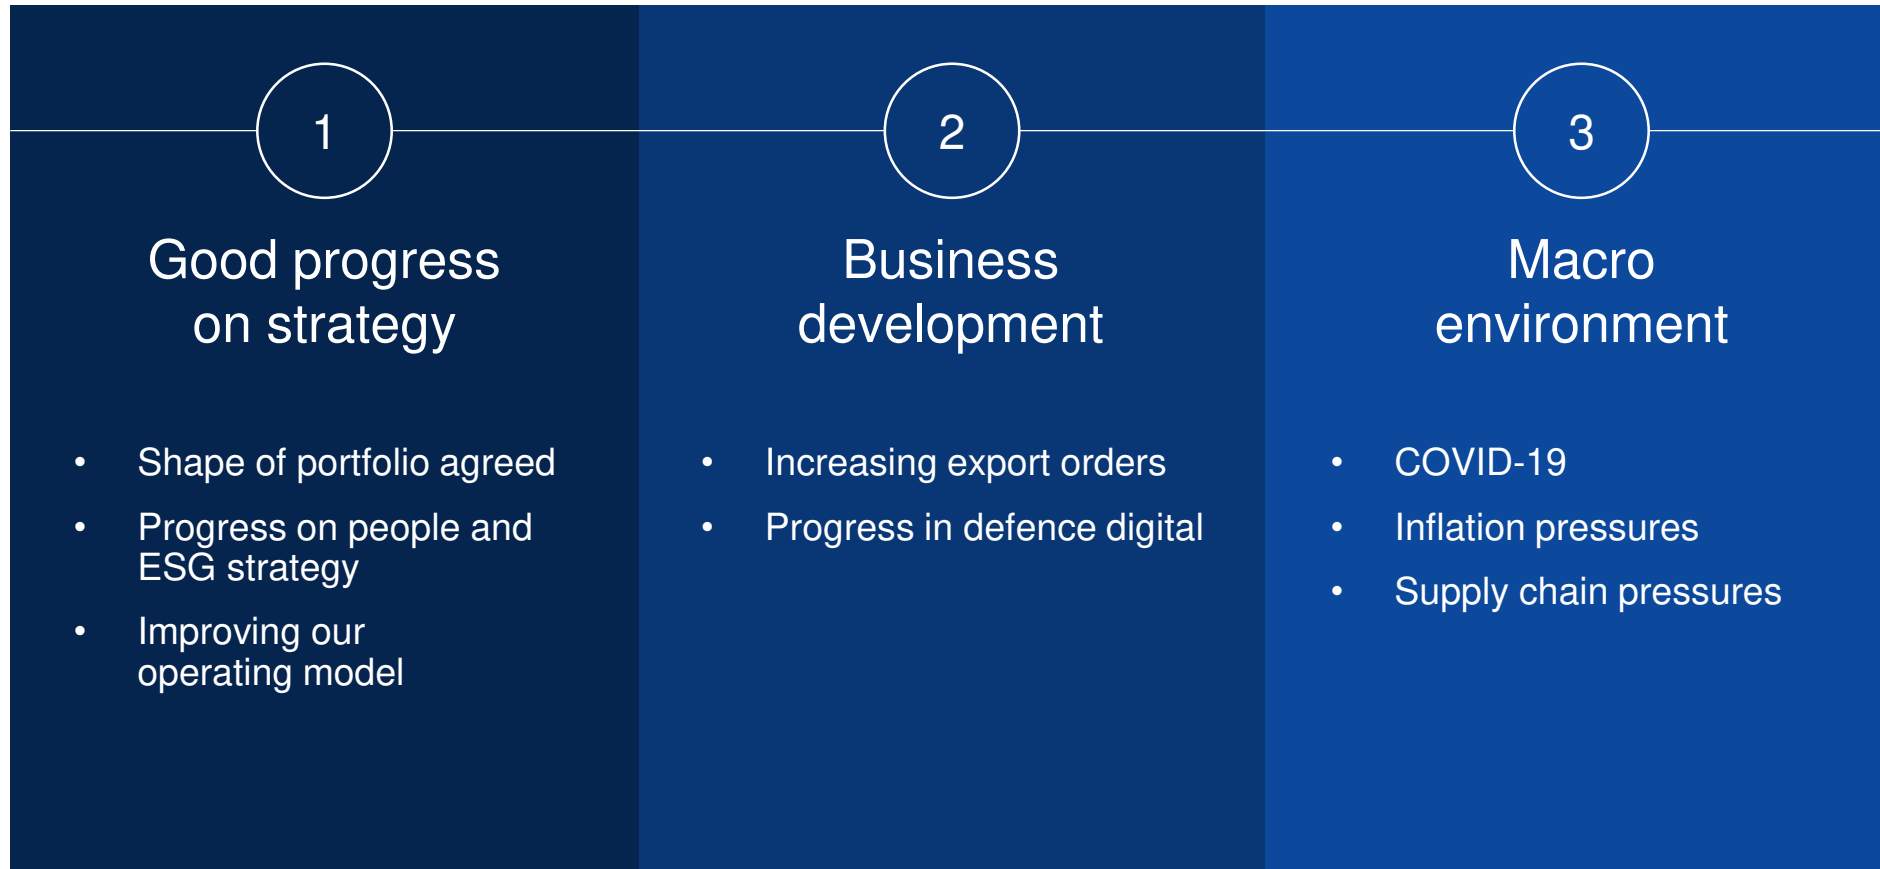 1
Good progress
on strategy
• Shape of portfolio agreed
• Progress on people and
ESG strategy
• Improving our
operating model
2
Business
development
• Increasing export orders
• Progress in defence digital
3
Macro
environment
• COVID-19
• Inflation pressures
• Supply chain pressures